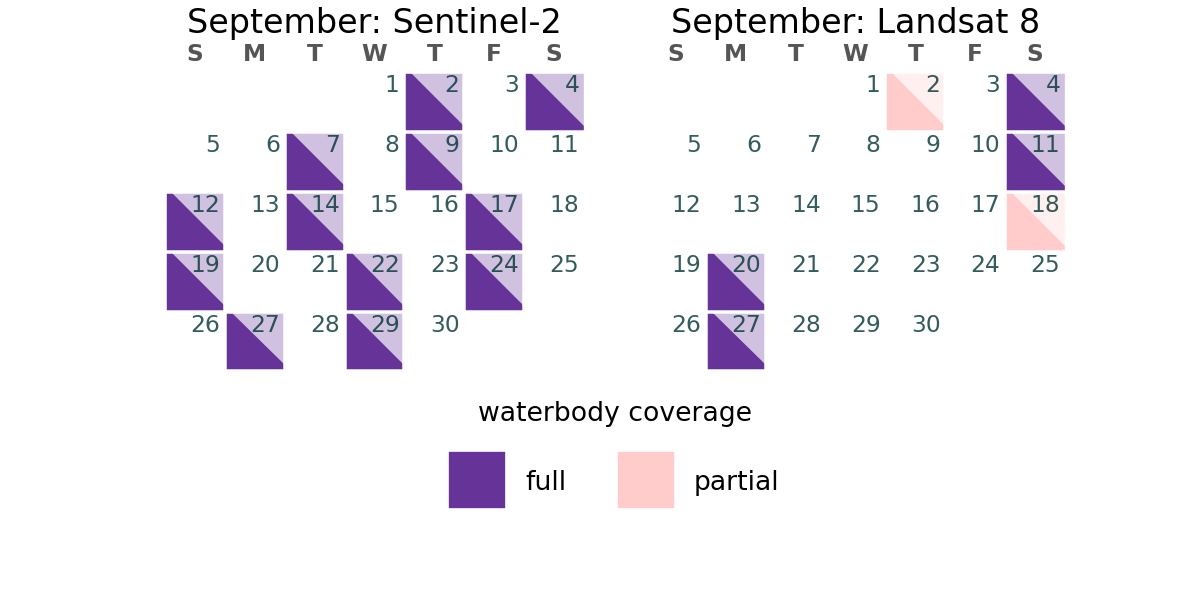 September: Sentinel-2
S M T W T F S
1 2 3 4
5 6 7 8 9 10 11
12 13 14 15 16 17 18
19 20 21 22 23 24 25
26 27 28 29 30
September: Landsat 8
S M T W T F S
1 2 3 4
5 6 7 8 9 10 11
12 13 14 15 16 17 18
19 20 21 22 23 24 25
26 27 28 29 30
waterbody coverage
full partial